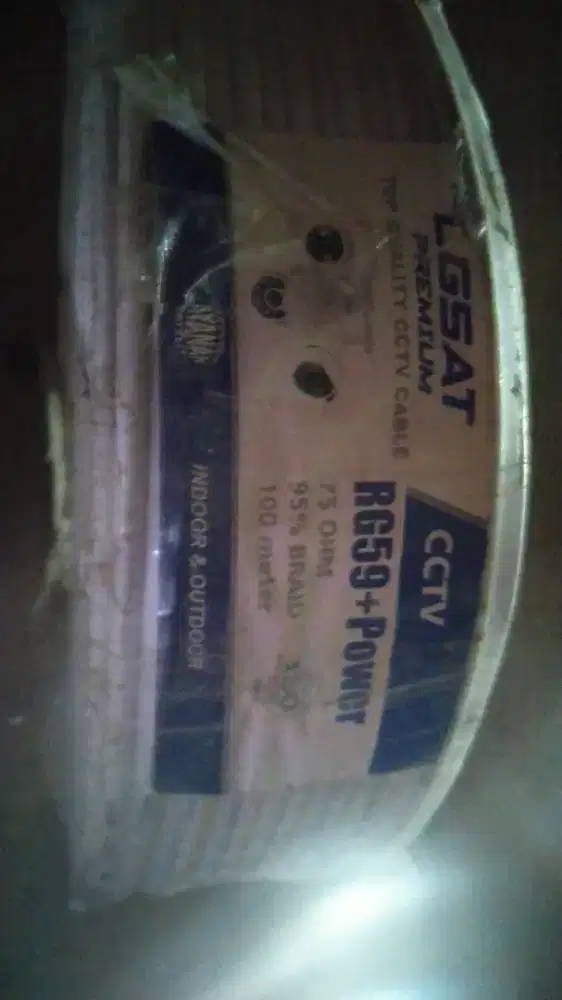 LGSAT
PREMIUM
TOP QUALITY CCTV CABLE
CCTV
RG59+Power
75 OHM
95% BRAID
100 meter
INDOOR & OUTDOOR